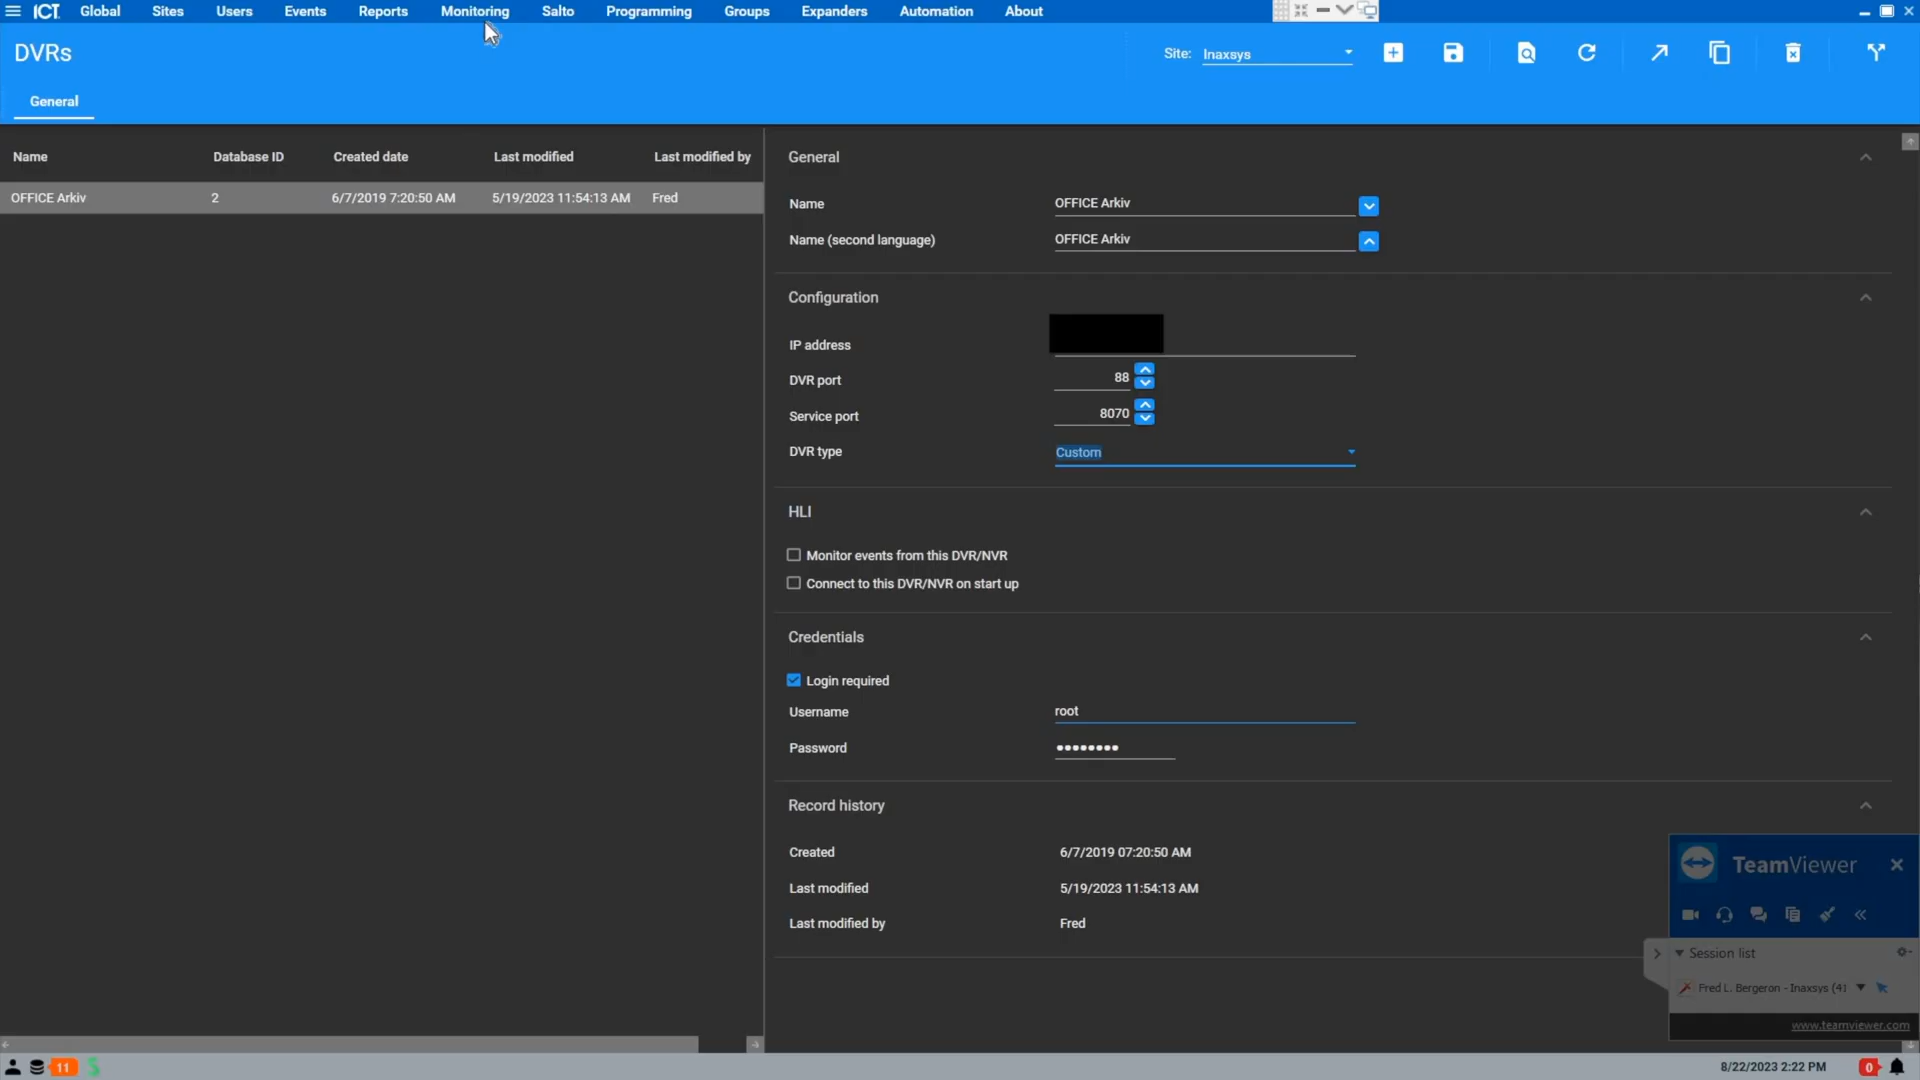 ICT Global Sites Users Events Reports Monitoring Salto Programming Groups Expanders Automation About
DVRs
Site: Inaxsys
General
Name Database ID Created date Last modified Last modified by
OFFICE Arkiv 2 6/7/2019 7:20:50 AM 5/19/2023 11:54:13 AM Fred
General
Name OFFICE Arkiv
Name (second language) OFFICE Arkiv
Configuration
IP address
DVR port 88
Service port 8070
DVR type Custom
HLI
Monitor events from this DVR/NVR
Connect to this DVR/NVR on start up
Credentials
Login required
Username root
Password ••••••••
Record history
Created 6/7/2019 07:20:50 AM
Last modified 5/19/2023 11:54:13 AM
Last modified by Fred
TeamViewer
Session list
Fred L. Bergeron - Inaxsys (41
www.teamviewer.com
11
8/22/2023 2:22 PM 0